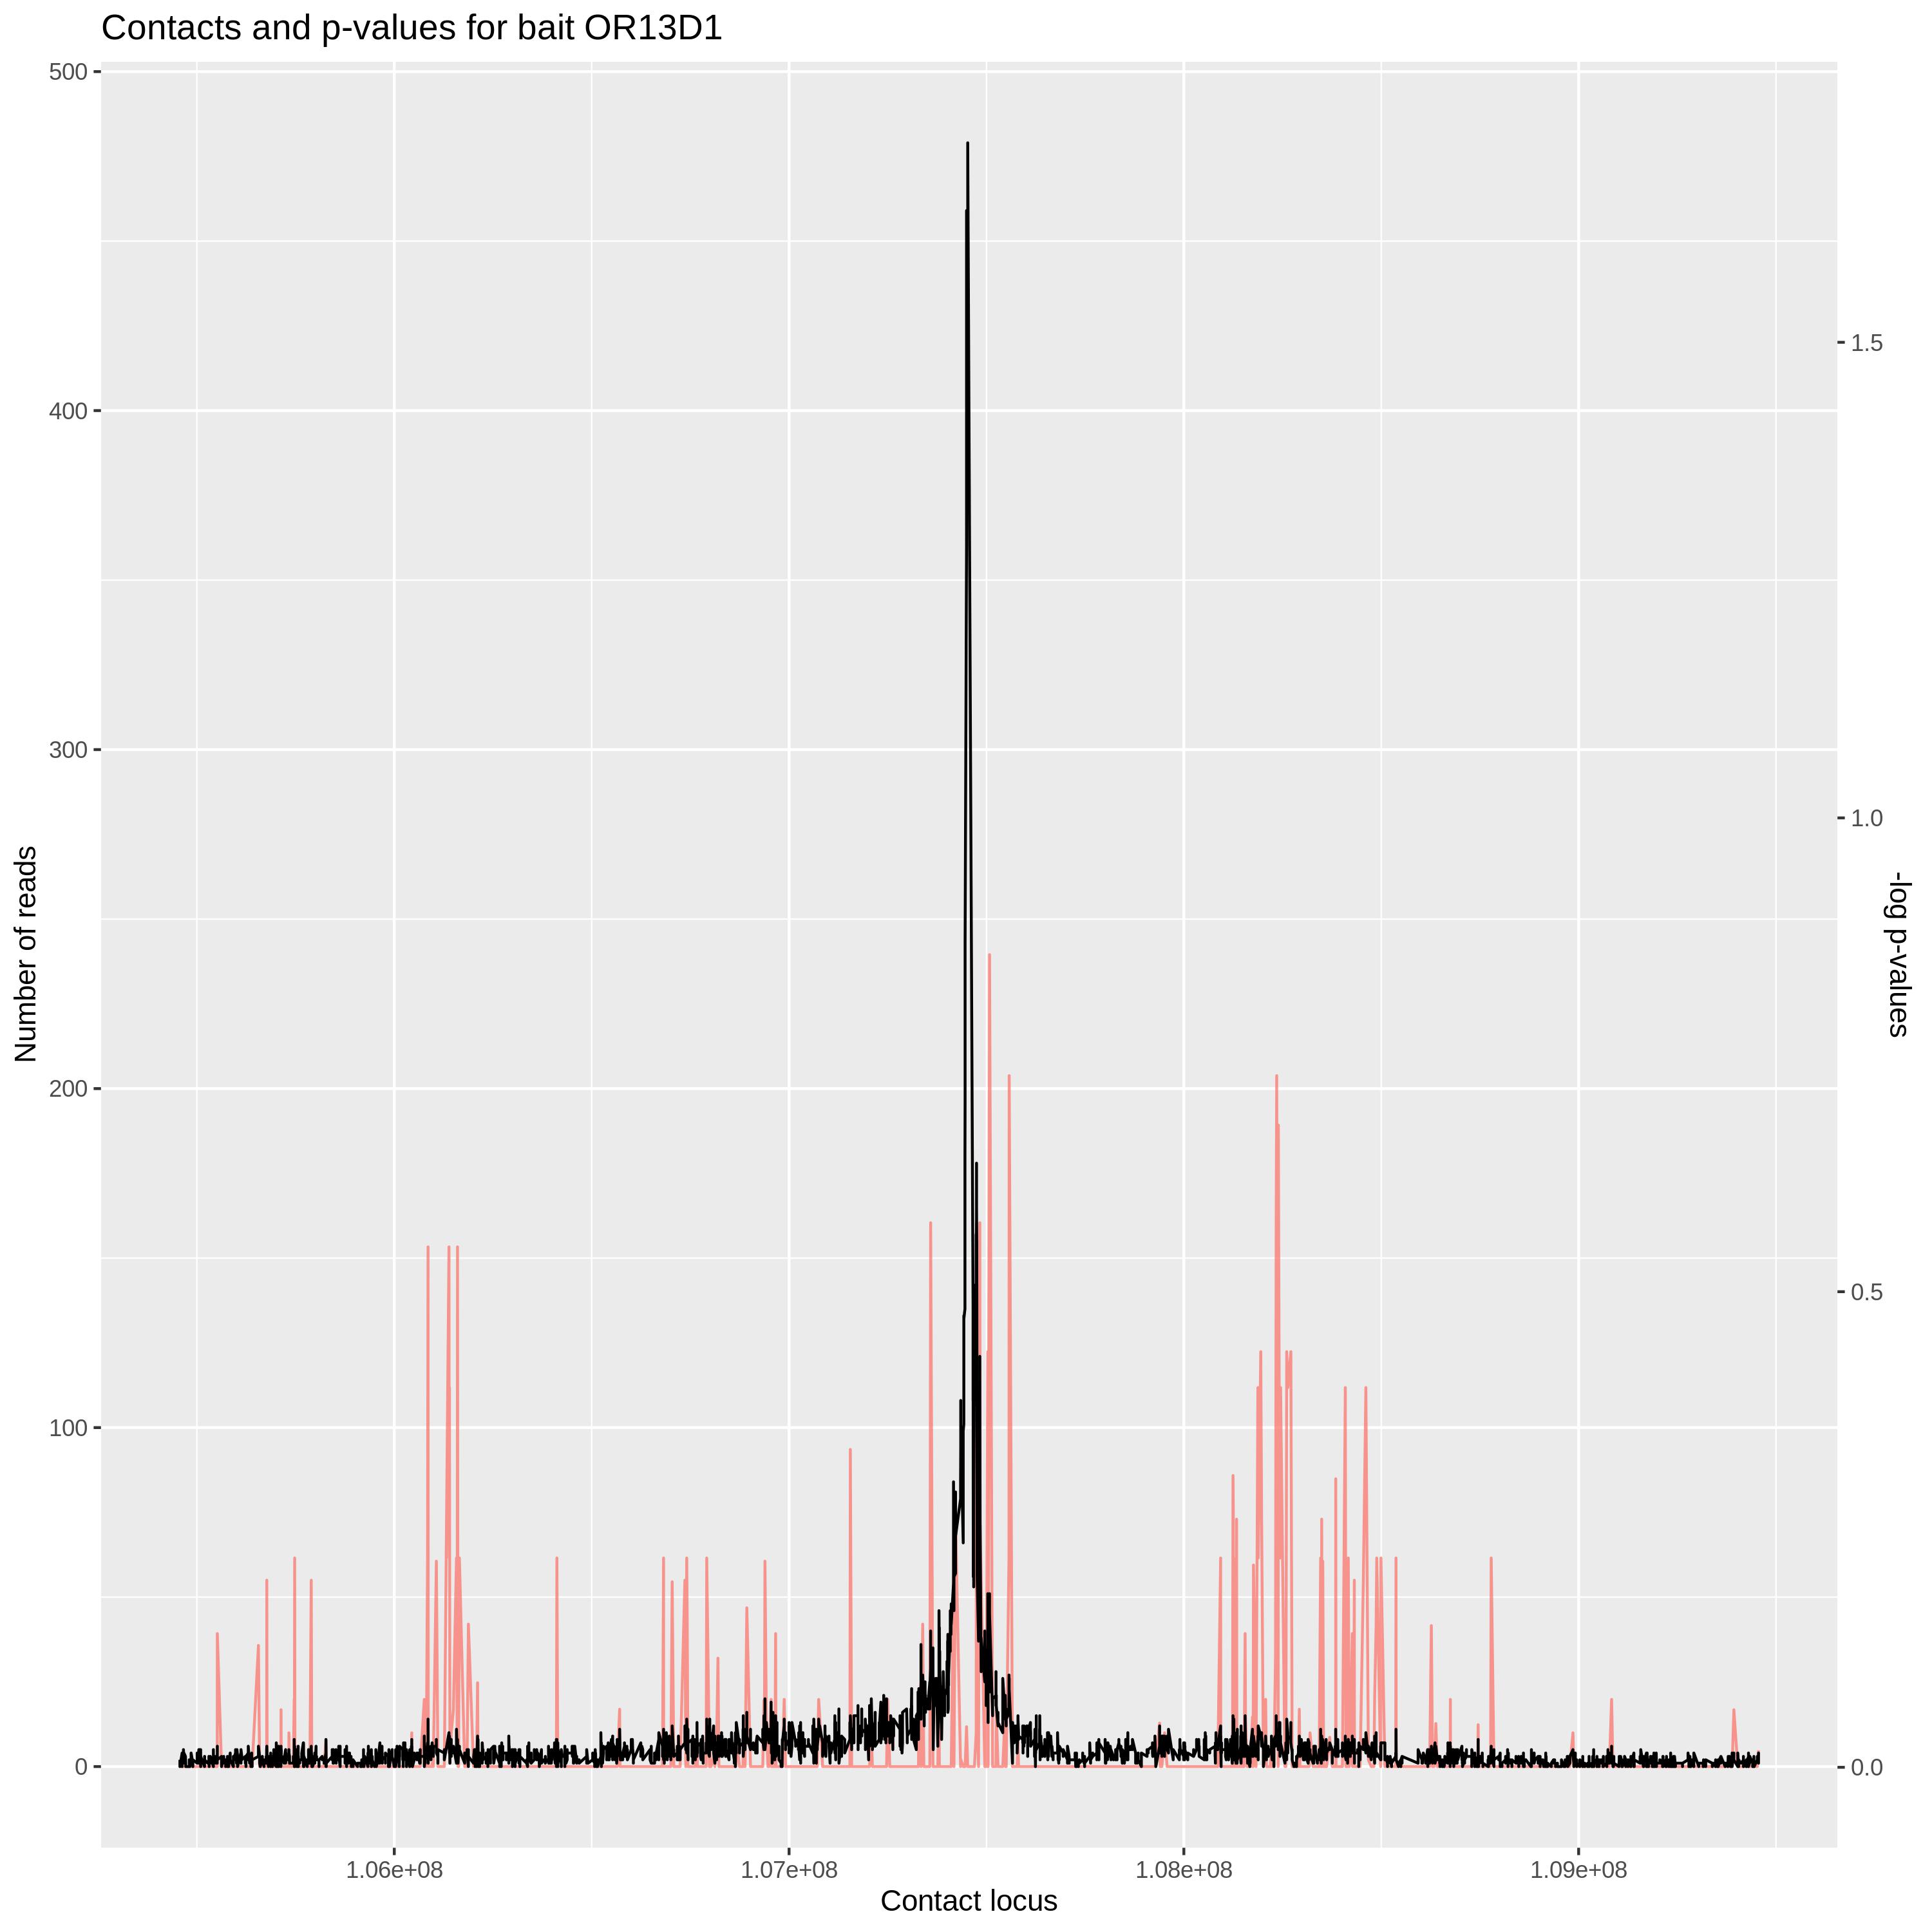 Contacts and p-values for bait OR13D1
500
400
300
200
100
0
Number of reads
1.5
1.0
0.5
0.0
-log p-values
1.06e+08
1.07e+08
1.08e+08
1.09e+08
Contact locus